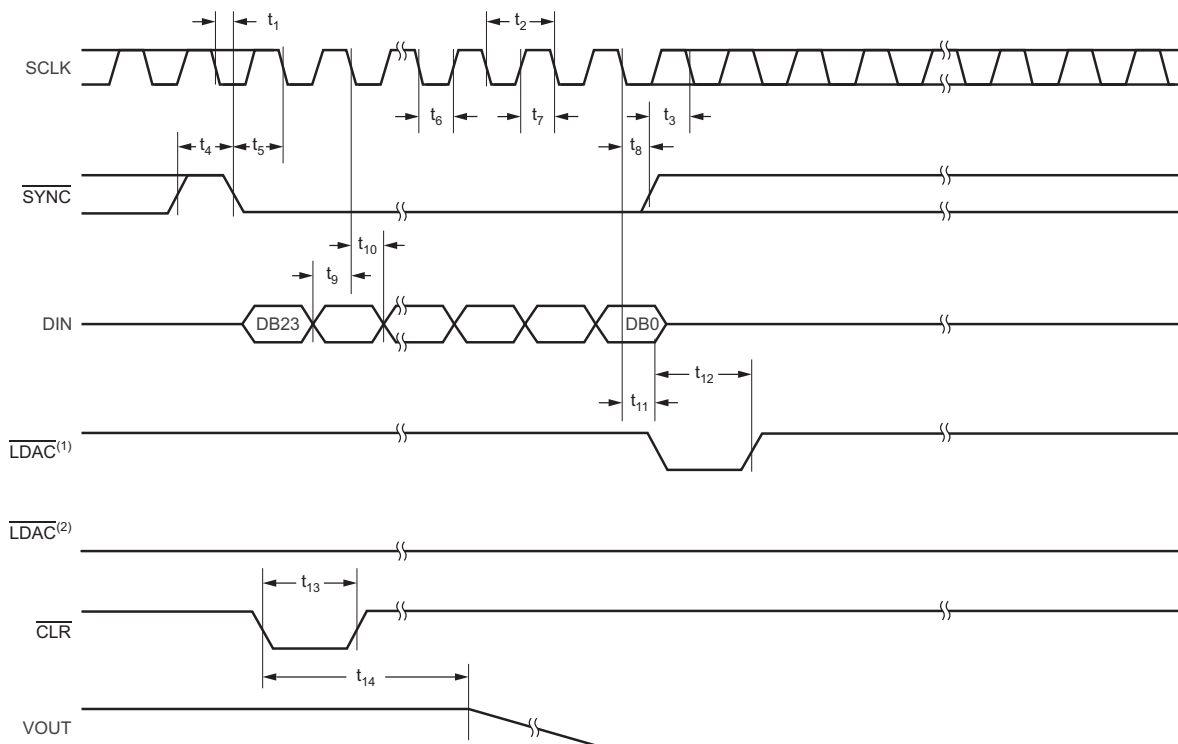 t1
t2
SCLK
t6
t7
t3
t4
t5
t8
SYNC
t10
t9
DIN
DB23
DB0
t12
t11
LDAC(1)
LDAC(2)
t13
CLR
t14
VOUT